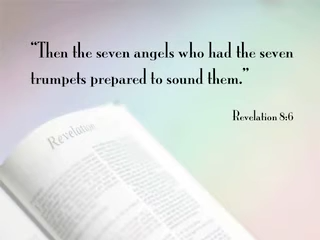 “Then the seven angels who had the seven
trumpets prepared to sound them.”
Revelation 8:6
Revelation